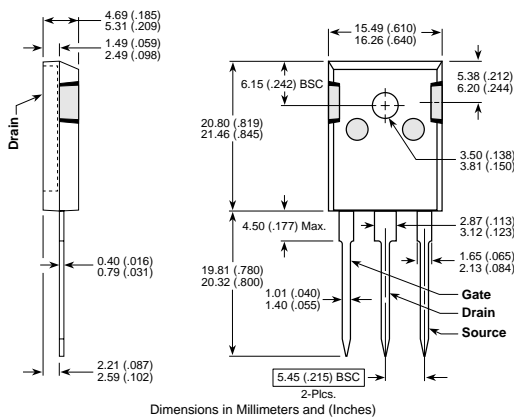 4.69 (.185)
5.31 (.209)
1.49 (.059)
2.49 (.098)
15.49 (.610)
16.26 (.640)
6.15 (.242) BSC
5.38 (.212)
6.20 (.244)
Drain
20.80 (.819)
21.46 (.845)
3.50 (.138)
3.81 (.150)
4.50 (.177) Max.
2.87 (.113)
3.12 (.123)
0.40 (.016)
0.79 (.031)
19.81 (.780)
20.32 (.800)
1.65 (.065)
2.13 (.084)
1.01 (.040)
1.40 (.055)
Gate
Drain
Source
2.21 (.087)
2.59 (.102)
5.45 (.215) BSC
2-Plcs.
Dimensions in Millimeters and (Inches)